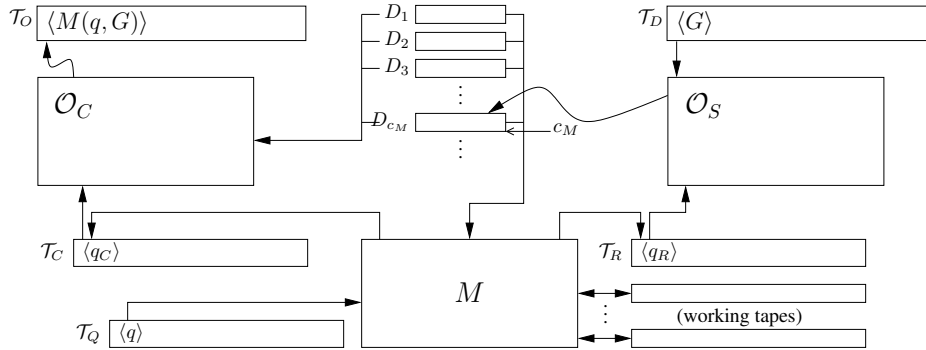 𝒯_O ⟨M(q, G)⟩
D_1
𝒯_D ⟨G⟩
D_2
D_3
𝒪_C
⋮
𝒪_S
D_{c_M}
c_M
⋮
𝒯_C ⟨q_C⟩
𝒯_R ⟨q_R⟩
M
⋮
(working tapes)
𝒯_Q ⟨q⟩